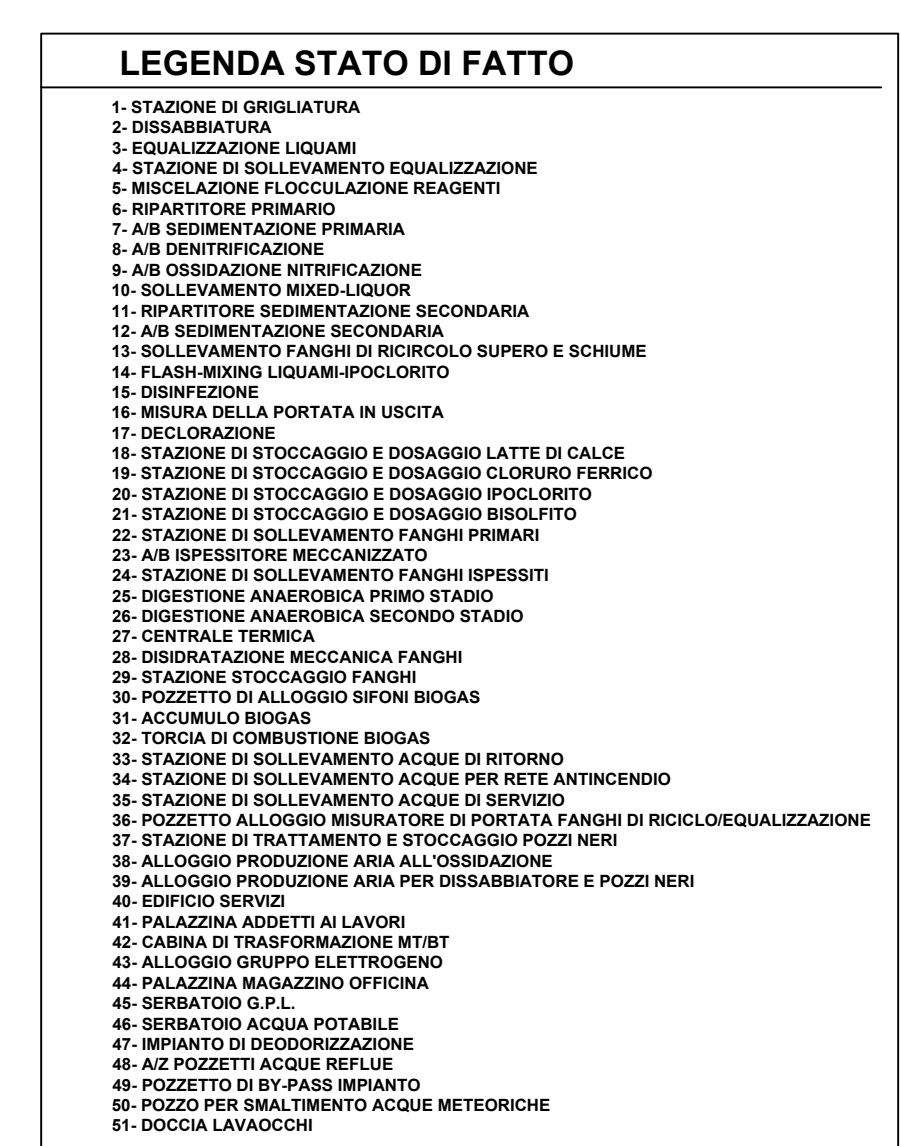 LEGENDA STATO DI FATTO
1- STAZIONE DI GRIGLIATURA
2- DISSABBIATURA
3- EQUALIZZAZIONE LIQUAMI
4- STAZIONE DI SOLLEVAMENTO EQUALIZZAZIONE
5- MISCELAZIONE FLOCCULAZIONE REAGENTI
6- RIPARTITORE PRIMARIO
7- A/B SEDIMENTAZIONE PRIMARIA
8- A/B DENITRIFICAZIONE
9- A/B OSSIDAZIONE NITRIFICAZIONE
10- SOLLEVAMENTO MIXED-LIQUOR
11- RIPARTITORE SEDIMENTAZIONE SECONDARIA
12- A/B SEDIMENTAZIONE SECONDARIA
13- SOLLEVAMENTO FANGHI DI RICIRCOLO SUPERO E SCHIUME
14- FLASH-MIXING LIQUAMI-IPOCLORITO
15- DISINFEZIONE
16- MISURA DELLA PORTATA IN USCITA
17- DECLORAZIONE
18- STAZIONE DI STOCCAGGIO E DOSAGGIO LATTE DI CALCE
19- STAZIONE DI STOCCAGGIO E DOSAGGIO CLORURO FERRICO
20- STAZIONE DI STOCCAGGIO E DOSAGGIO IPOCLORITO
21- STAZIONE DI STOCCAGGIO E DOSAGGIO BISOLFITO
22- STAZIONE DI SOLLEVAMENTO FANGHI PRIMARI
23- A/B ISPESSITORE MECCANIZZATO
24- STAZIONE DI SOLLEVAMENTO FANGHI ISPESSITI
25- DIGESTIONE ANAEROBICA PRIMO STADIO
26- DIGESTIONE ANAEROBICA SECONDO STADIO
27- CENTRALE TERMICA
28- DISIDRATAZIONE MECCANICA FANGHI
29- STAZIONE STOCCAGGIO FANGHI
30- POZZETTO DI ALLOGGIO SIFONI BIOGAS
31- ACCUMULO BIOGAS
32- TORCIA DI COMBUSTIONE BIOGAS
33- STAZIONE DI SOLLEVAMENTO ACQUE DI RITORNO
34- STAZIONE DI SOLLEVAMENTO ACQUE PER RETE ANTINCENDIO
35- STAZIONE DI SOLLEVAMENTO ACQUE DI SERVIZIO
36- POZZETTO ALLOGGIO MISURATORE DI PORTATA FANGHI DI RICICLO/EQUALIZZAZIONE
37- STAZIONE DI TRATTAMENTO E STOCCAGGIO POZZI NERI
38- ALLOGGIO PRODUZIONE ARIA ALL'OSSIDAZIONE
39- ALLOGGIO PRODUZIONE ARIA PER DISSABBIATORE E POZZI NERI
40- EDIFICIO SERVIZI
41- PALAZZINA ADDETTI AI LAVORI
42- CABINA DI TRASFORMAZIONE MT/BT
43- ALLOGGIO GRUPPO ELETTROGENO
44- PALAZZINA MAGAZZINO OFFICINA
45- SERBATOIO G.P.L.
46- SERBATOIO ACQUA POTABILE
47- IMPIANTO DI DEODORIZZAZIONE
48- A/Z POZZETTI ACQUE REFLUE
49- POZZETTO DI BY-PASS IMPIANTO
50- POZZO PER SMALTIMENTO ACQUE METEORICHE
51- DOCCIA LAVAOCCHI